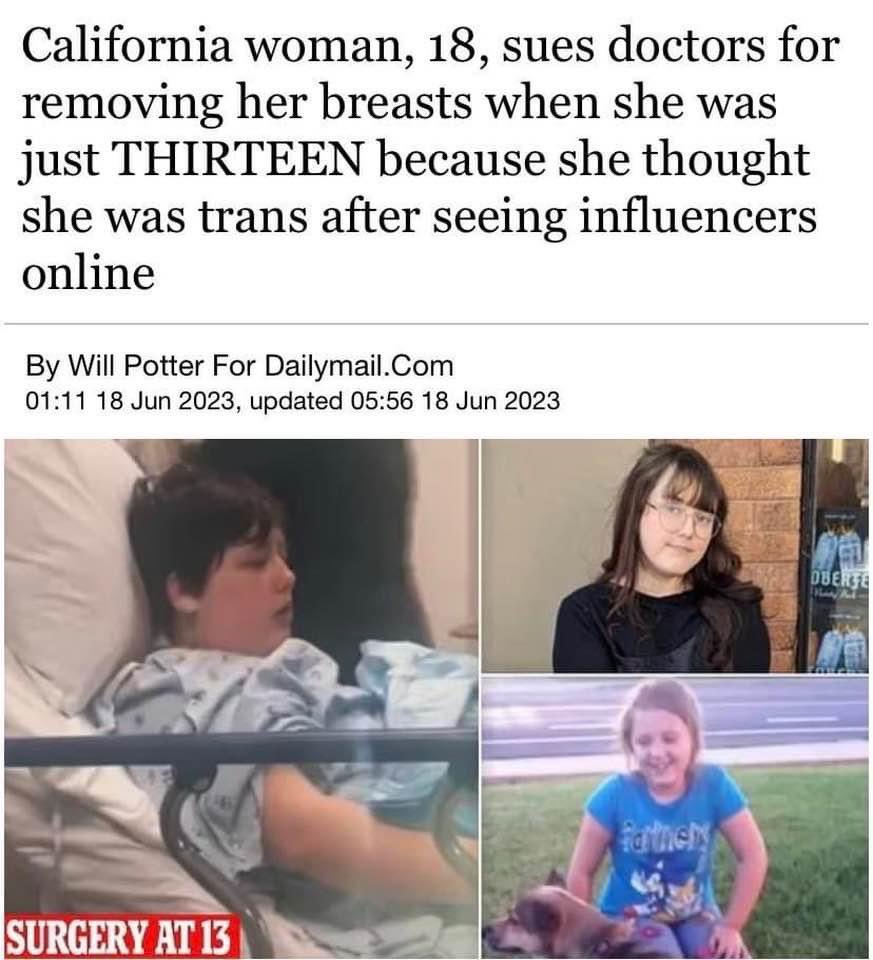 California woman, 18, sues doctors for
removing her breasts when she was
just THIRTEEN because she thought
she was trans after seeing influencers
online
By Will Potter For Dailymail.Com
01:11 18 Jun 2023, updated 05:56 18 Jun 2023
SURGERY AT 13